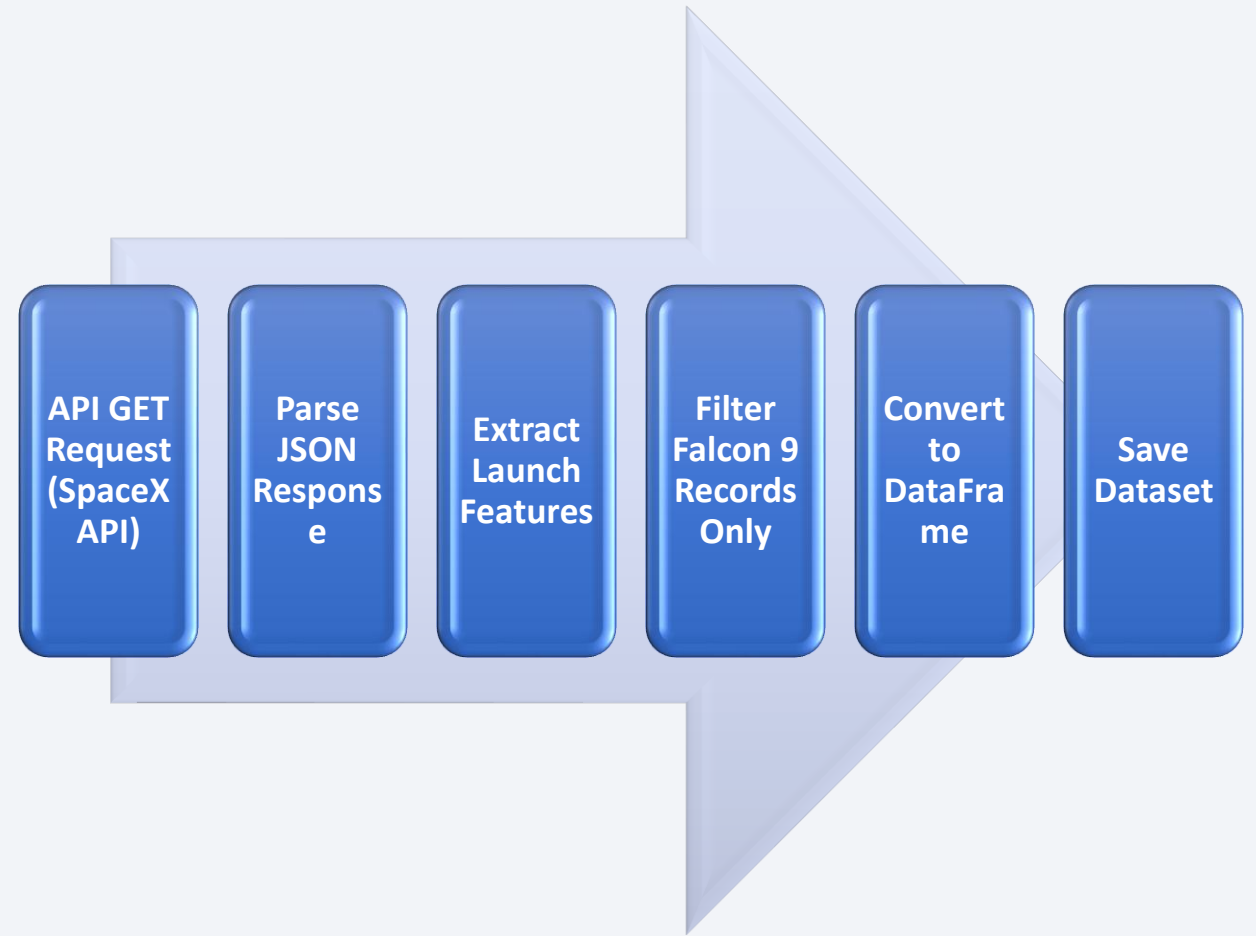 API GET
Request
(SpaceX
API)
Parse
JSON
Respons
e
Extract
Launch
Features
Filter
Falcon 9
Records
Only
Convert
to
DataFra
me
Save
Dataset